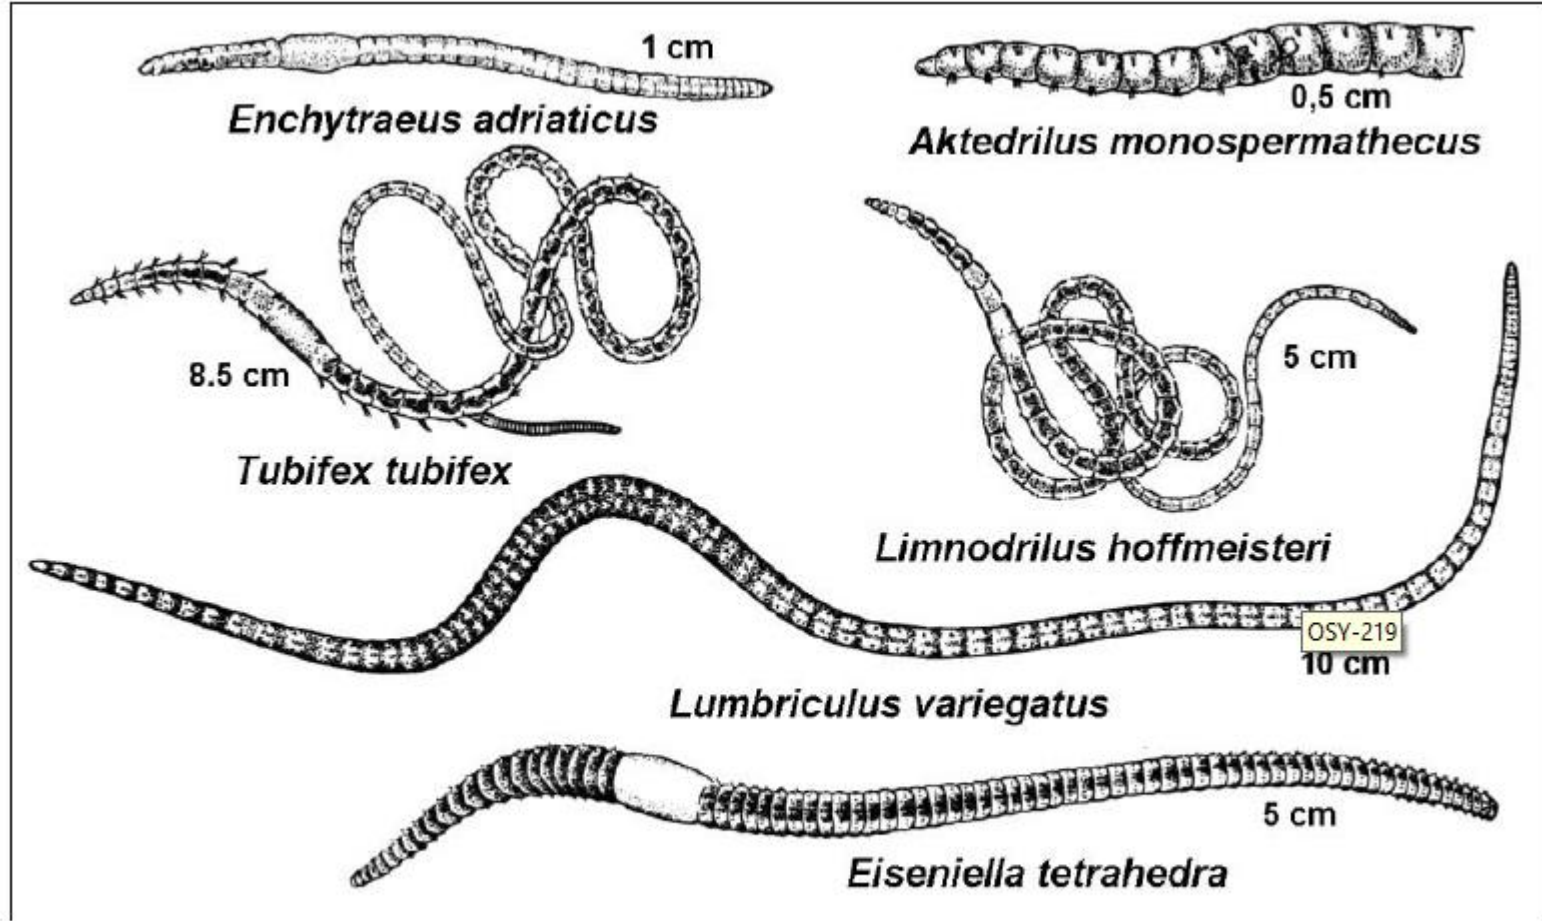 1 cm
Enchytraeus adriaticus
0,5 cm
Aktedrilus monospermathecus
8.5 cm
Tubifex tubifex
5 cm
Limnodrilus hoffmeisteri
OSY-219
10 cm
Lumbriculus variegatus
5 cm
Eiseniella tetrahedra